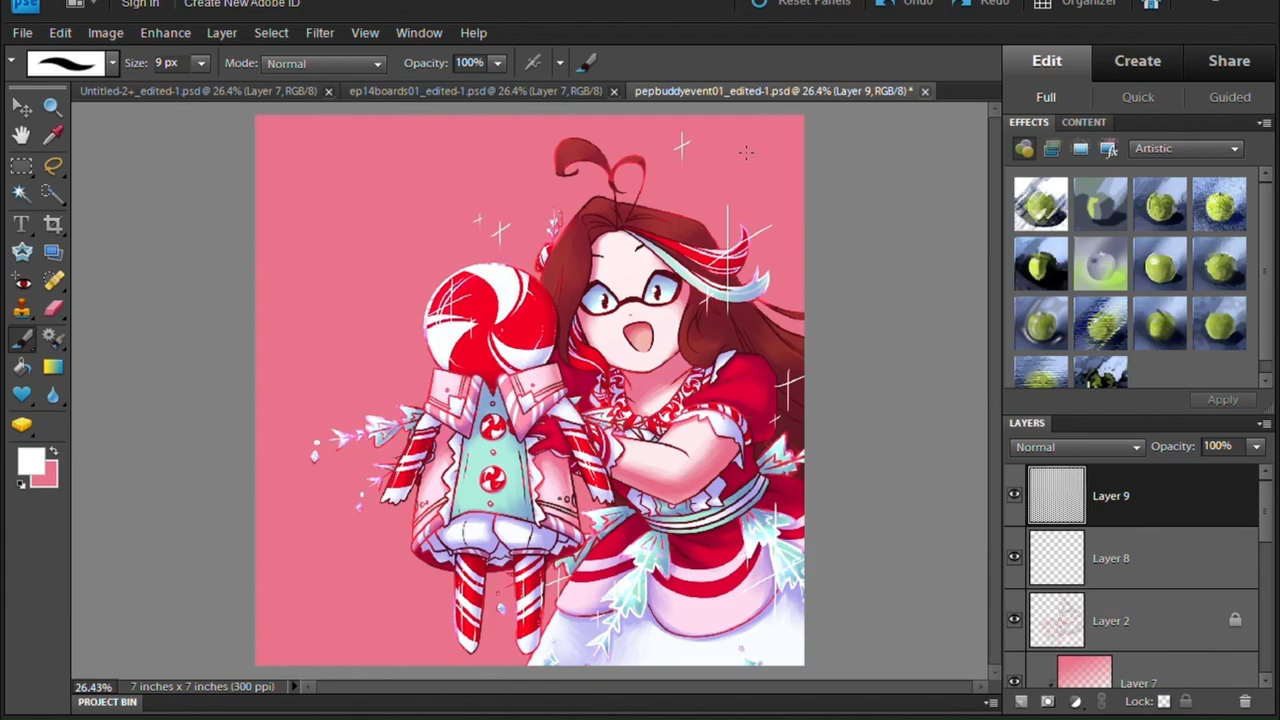 pse Sign In Create New Adobe ID Reset Panels Undo Redo Organizer
File Edit Image Enhance Layer Select Filter View Window Help
Size: 9 px Mode: Normal Opacity: 100%
Edit Create Share
Untitled-2+_edited-1.psd @ 26.4% (Layer 7, RGB/8) ep14boards01_edited-1.psd @ 26.4% (Layer 7, RGB/8) pepbuddyevent01_edited-1.psd @ 26.4% (Layer 9, RGB/8) *
Full Quick Guided
EFFECTS CONTENT
Artistic
T
Apply
LAYERS
Normal Opacity: 100%
Layer 9
Layer 8
Layer 2
Layer 7
26.43% 7 inches x 7 inches (300 ppi)
Lock:
PROJECT BIN